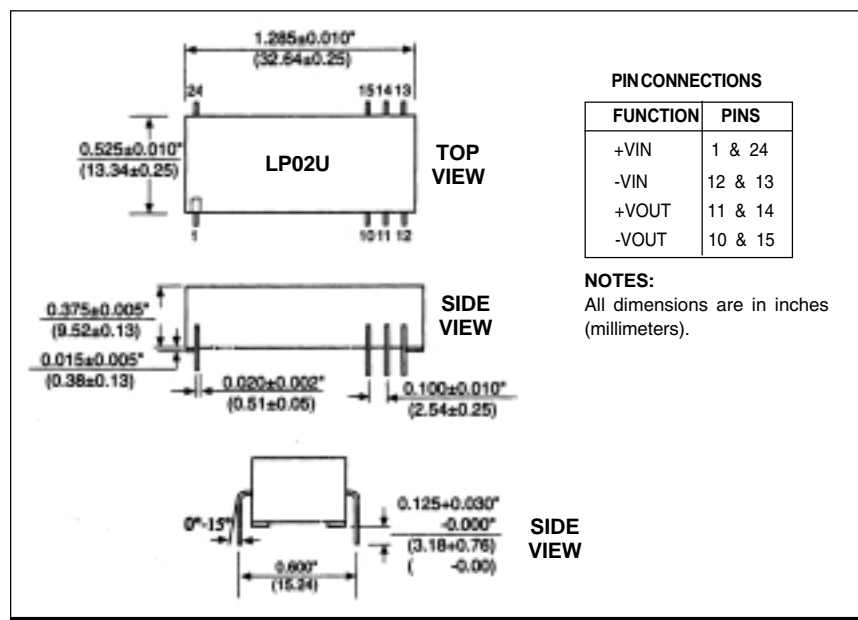 1.285±0.010"
(32.64±0.25)
24
15 14 13
0.525±0.010"
(13.34±0.25)
LP02U
TOP
VIEW
1
10 11 12
0.375±0.005"
(9.52±0.13)
0.015±0.005"
(0.38±0.13)
SIDE
VIEW
0.020±0.002"
(0.51±0.05)
0.100±0.010"
(2.54±0.25)
0°-15°
0.600"
(15.24)
0.125+0.030"
-0.000"
(3.18+0.76)
( -0.00)
SIDE
VIEW
PIN CONNECTIONS
FUNCTION PINS
+VIN 1 & 24
-VIN 12 & 13
+VOUT 11 & 14
-VOUT 10 & 15
NOTES:
All dimensions are in inches
(millimeters).